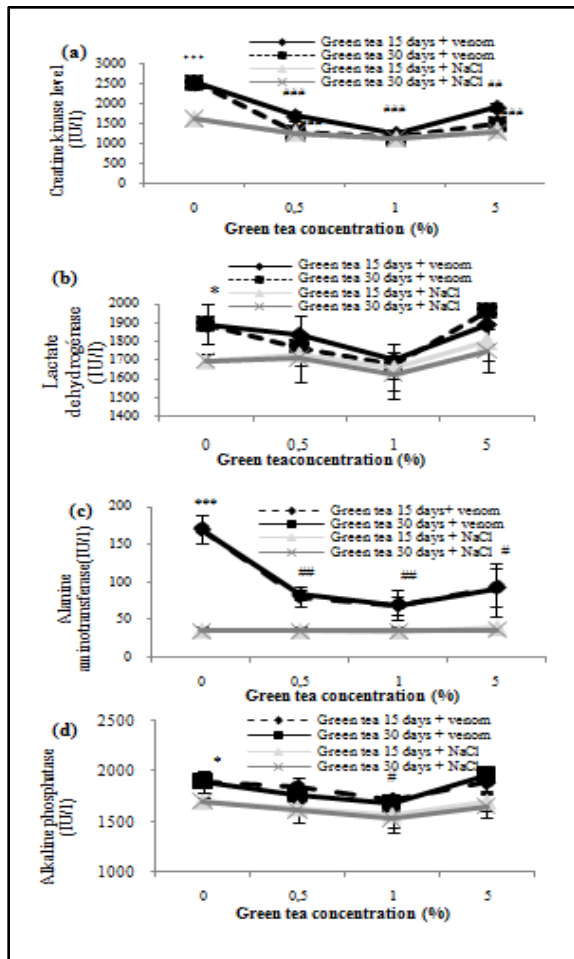 (a)
Green tea 15 days + venom
Green tea 30 days + venom
Green tea 15 days + NaCl
Green tea 30 days + NaCl
Creatine kinase level
(IU/l)
3000
2500
2000
1500
1000
500
0
***
###
###
##
0
0,5
1
5
Green tea concentration (%)
(b)
Green tea 15 days + venom
Green tea 30 days + venom
Green tea 15 days + NaCl
Green tea 30 days + NaCl
Lactate
dehydrogénase
(IU/l)
2000
1900
1800
1700
1600
1500
1400
*
0
0,5
1
5
Green teaconcentration (%)
(c)
Green tea 15 days+ venom
Green tea 30 days + venom
Green tea 15 days + NaCl
Green tea 30 days + NaCl
Alanine
aminotransferase(IU/l)
200
150
100
50
0
***
##
##
#
0
0,5
1
5
Green tea concentration (%)
(d)
Green tea 15 days + venom
Green tea 30 days + venom
Green tea 15 days + NaCl
Green tea 30 days + NaCl
Alkaline phosphatase
(IU/l)
2500
2000
1500
1000
*
#
0
0,5
1
5
Green tea concentration (%)